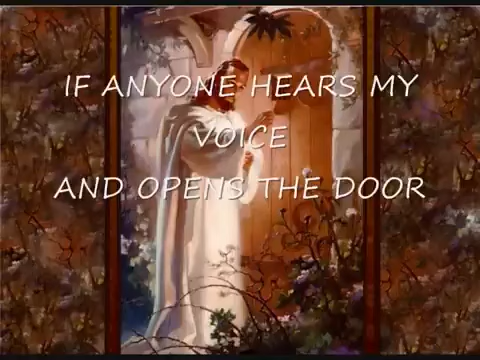 IF ANYONE HEARS MY
VOICE
AND OPENS THE DOOR